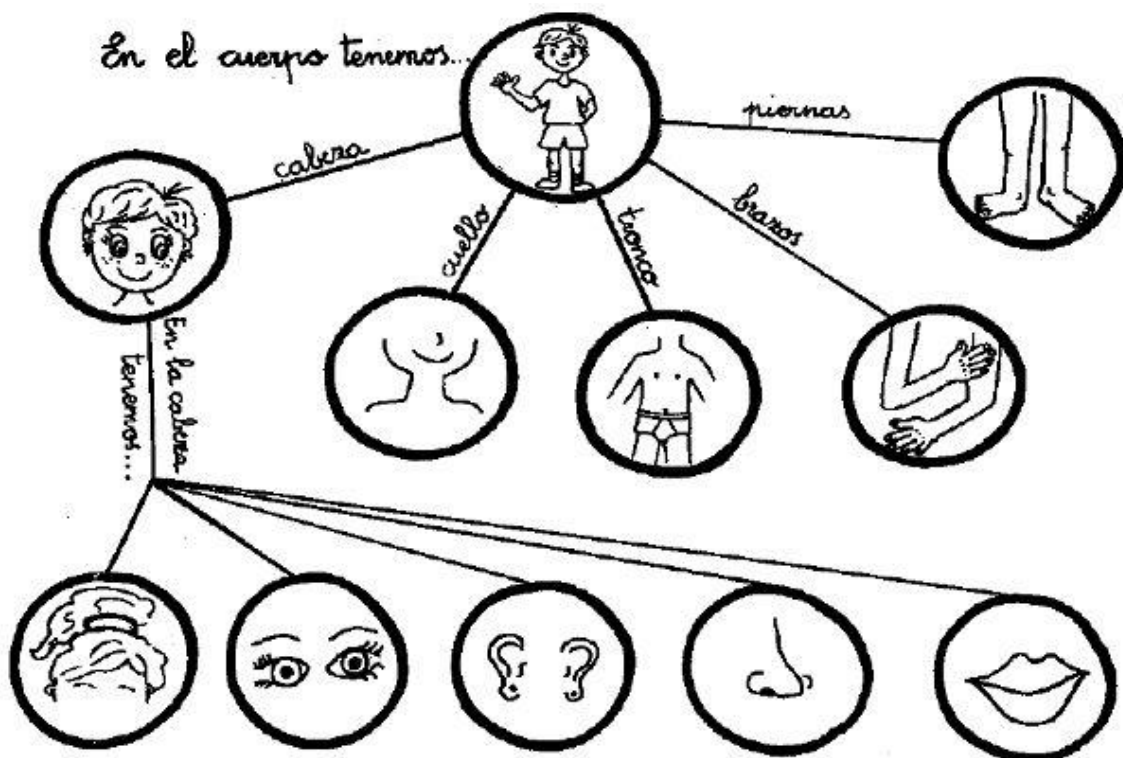 En el cuerpo tenemos...
piernas
cabeza
cuello
tronco
brazos
En la cabeza
tenemos...